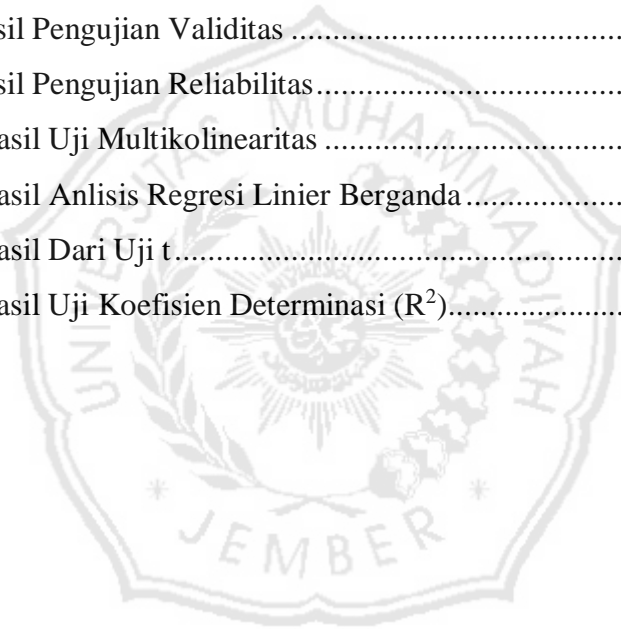 sil Pengujian Validitas ........................................
sil Pengujian Reliabilitas.....................................
asil Uji Multikolinearitas ....................................
asil Anlisis Regresi Linier Berganda...................
asil Dari Uji t.......................................................
asil Uji Koefisien Determinasi (R²).....................
UNIVERSITAS MUHAMMADIYAH
JEMBER